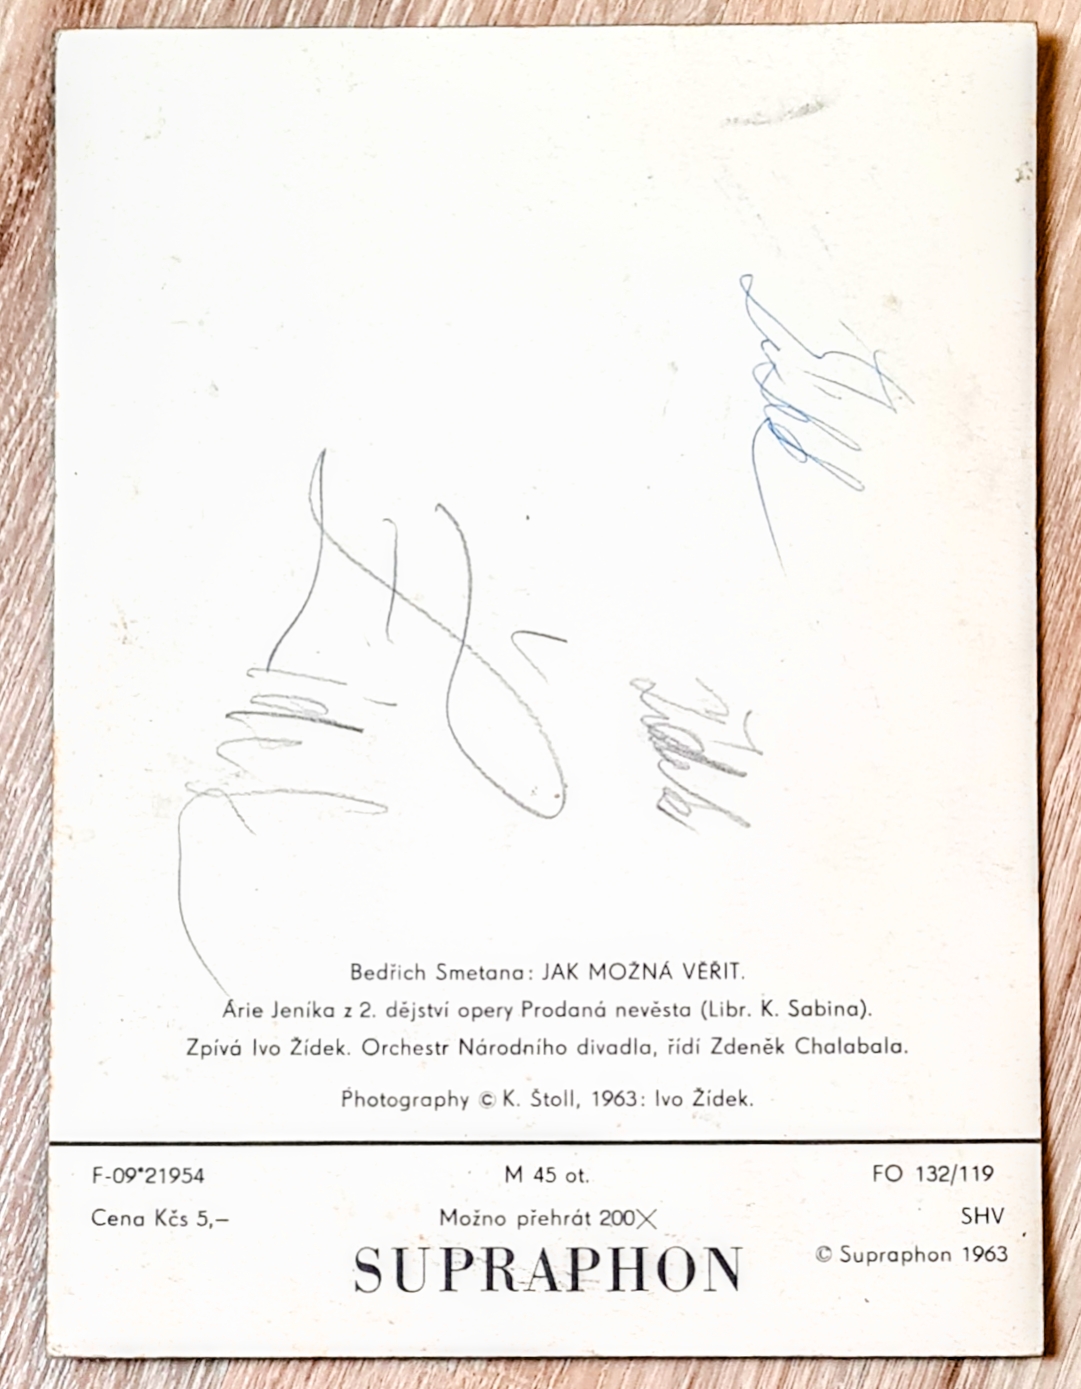 Bedřich Smetana: JAK MOŽNÁ VĚŘIT.
Árie Jeníka z 2. dějství opery Prodaná nevěsta (Libr. K. Sabina).
Zpívá Ivo Žídek. Orchestr Národního divadla, řídí Zdeněk Chalabala.
Photography © K. Štoll, 1963: Ivo Žídek.
F-09*21954 M 45 ot. FO 132/119
Cena Kčs 5,– Možno přehrát 200X SHV
SUPRAPHON © Supraphon 1963